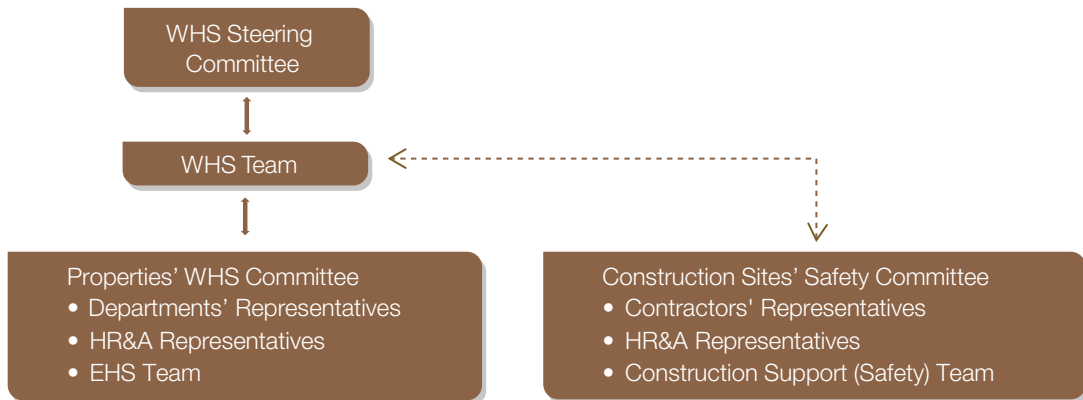 WHS Steering
Committee
WHS Team
Properties’ WHS Committee
• Departments’ Representatives
• HR&A Representatives
• EHS Team
Construction Sites’ Safety Committee
• Contractors' Representatives
• HR&A Representatives
• Construction Support (Safety) Team